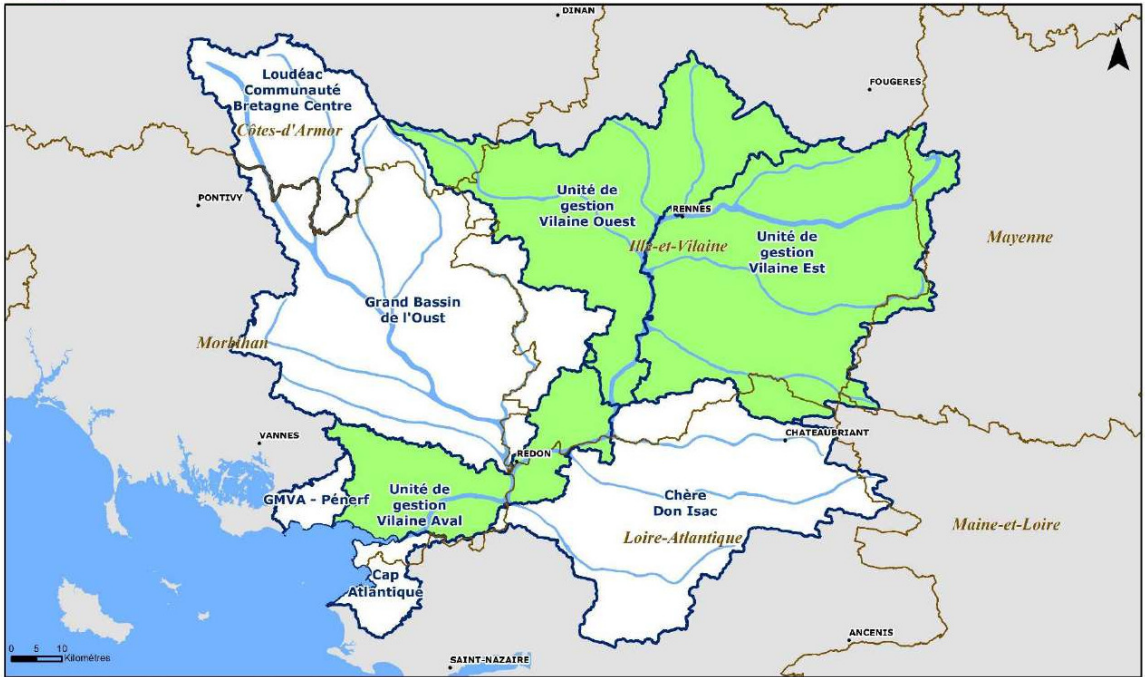 DINAN
N
Loudéac
Communauté
Bretagne Centre
Côtes-d'Armor
FOUGERES
PONTIVY
Unité de
gestion
Vilaine Ouest
RENNES
Ille-et-Vilaine
Unité de
gestion
Vilaine Est
Mayenne
Grand Bassin
de l'Oust
Morbihan
VANNES
CHATEAUBRIANT
REDON
GMVA - Pénerf
Unité de
gestion
Vilaine Aval
Chère
Don Isac
Loire-Atlantique
Maine-et-Loire
Cap
Atlantique
ANCENIS
0 5 10
Kilomètres
SAINT-NAZAIRE